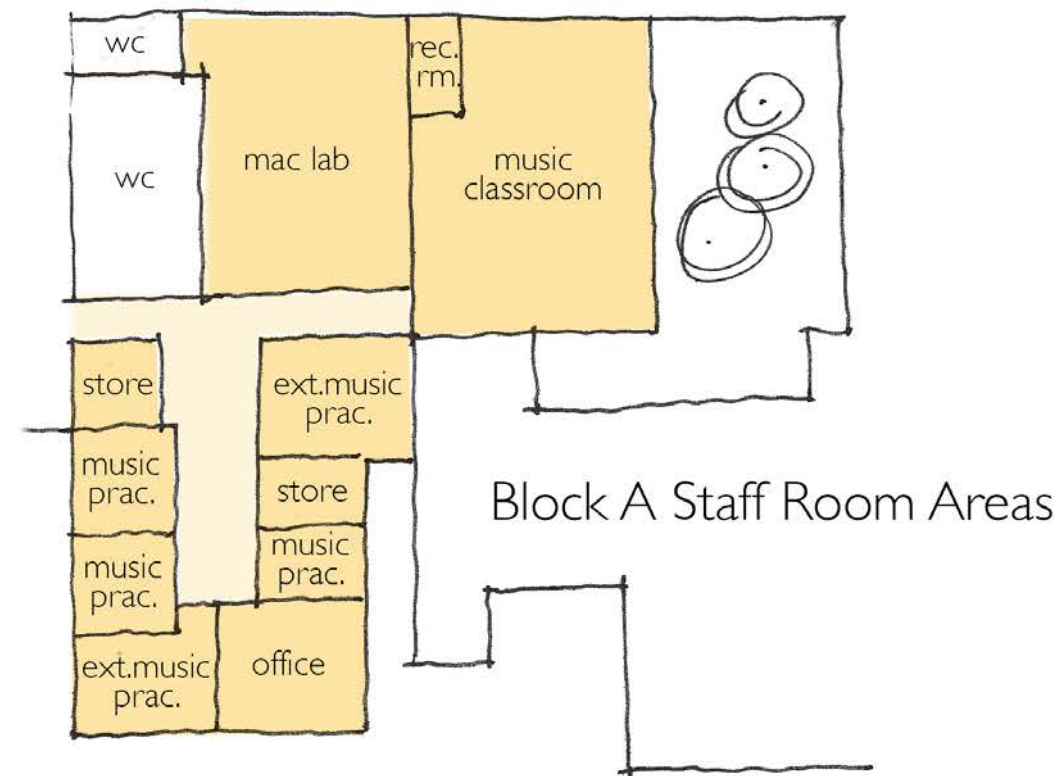 wc
rec.
rm.
wc
mac lab
music
classroom
store
ext.music
prac.
music
prac.
store
Block A Staff Room Areas
music
prac.
music
prac.
ext.music
prac.
office